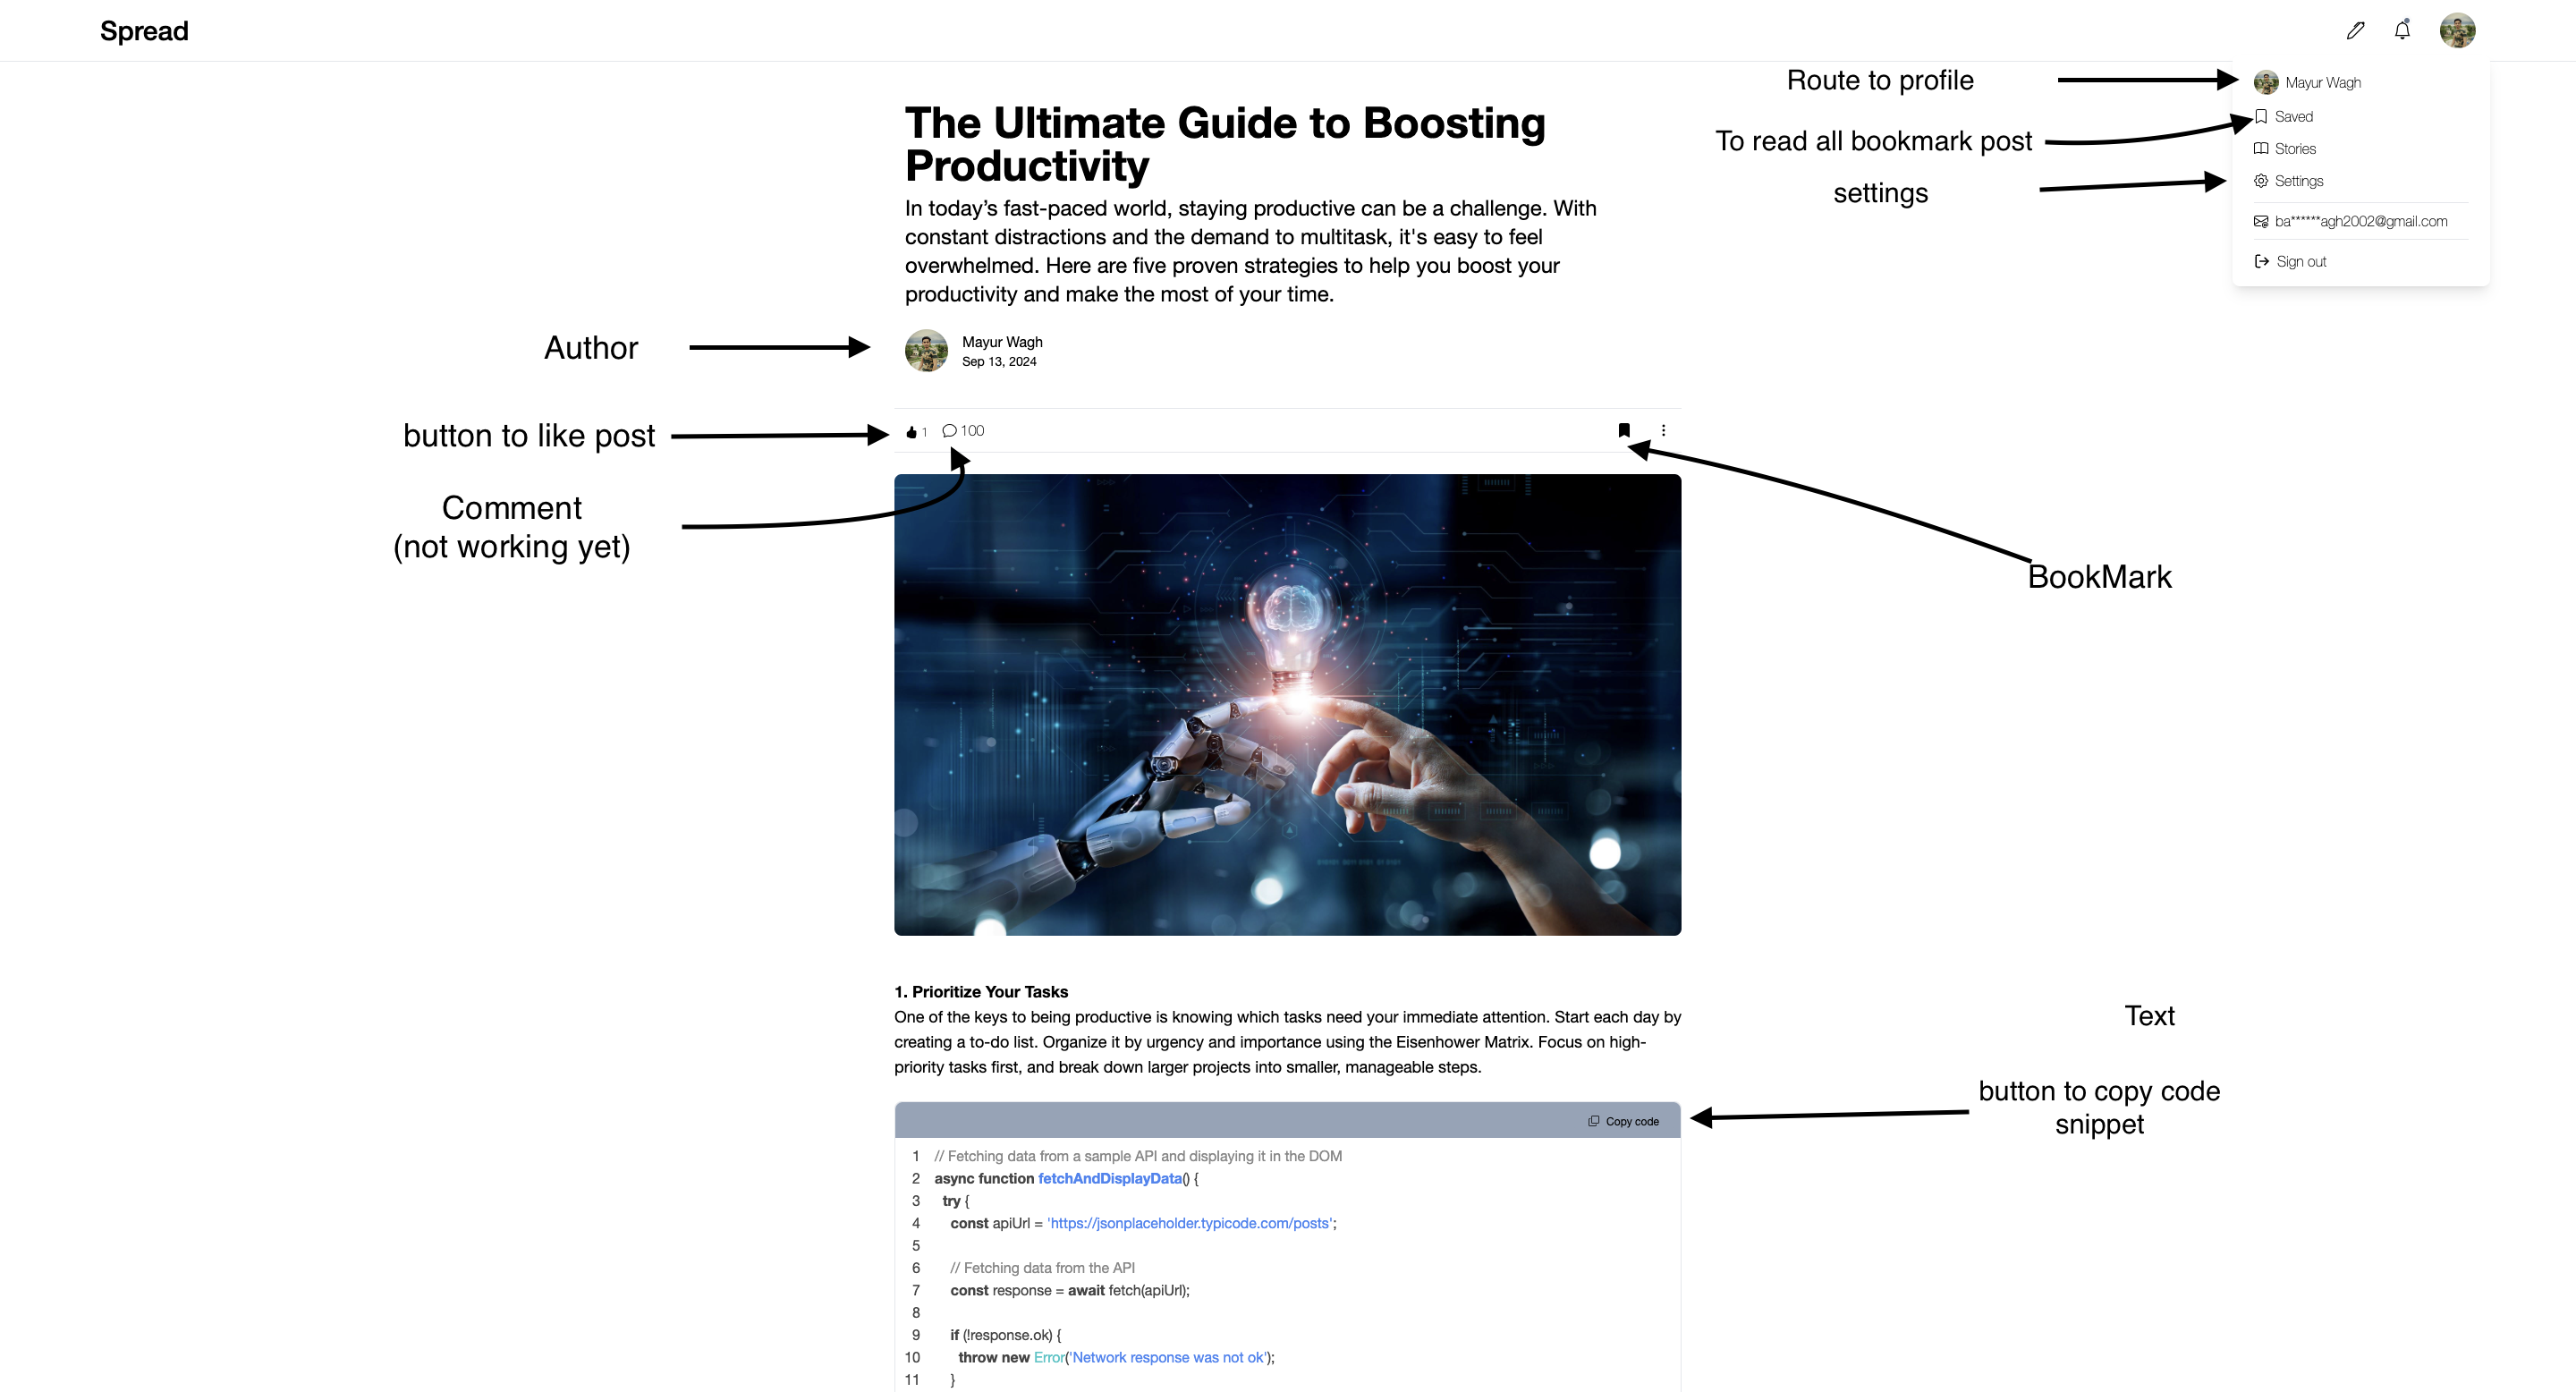 Spread
Route to profile
Mayur Wagh
To read all bookmark post
Saved
Stories
settings
Settings
ba******agh2002@gmail.com
Sign out
The Ultimate Guide to Boosting
Productivity
In today’s fast-paced world, staying productive can be a challenge. With
constant distractions and the demand to multitask, it's easy to feel
overwhelmed. Here are five proven strategies to help you boost your
productivity and make the most of your time.
Author
Mayur Wagh
Sep 13, 2024
button to like post
1
100
Comment
(not working yet)
BookMark
1. Prioritize Your Tasks
One of the keys to being productive is knowing which tasks need your immediate attention. Start each day by
creating a to-do list. Organize it by urgency and importance using the Eisenhower Matrix. Focus on high-
priority tasks first, and break down larger projects into smaller, manageable steps.
Text
button to copy code
snippet
Copy code
1 // Fetching data from a sample API and displaying it in the DOM
2 async function fetchAndDisplayData() {
3 try {
4 const apiUrl = 'https://jsonplaceholder.typicode.com/posts';
5
6 // Fetching data from the API
7 const response = await fetch(apiUrl);
8
9 if (!response.ok) {
10 throw new Error('Network response was not ok');
11 }